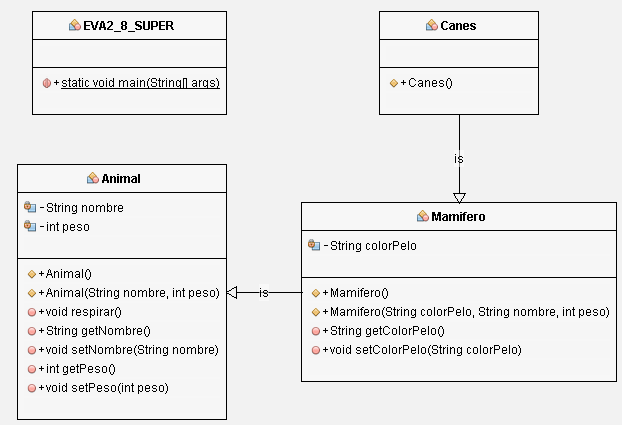 EVA2_8_SUPER
+static void main(String[] args)
Canes
+Canes()
is
Animal
-String nombre
-int peso
+Animal()
+Animal(String nombre, int peso)
+void respirar()
+String getNombre()
+void setNombre(String nombre)
+int getPeso()
+void setPeso(int peso)
is
Mamifero
-String colorPelo
+Mamifero()
+Mamifero(String colorPelo, String nombre, int peso)
+String getColorPelo()
+void setColorPelo(String colorPelo)